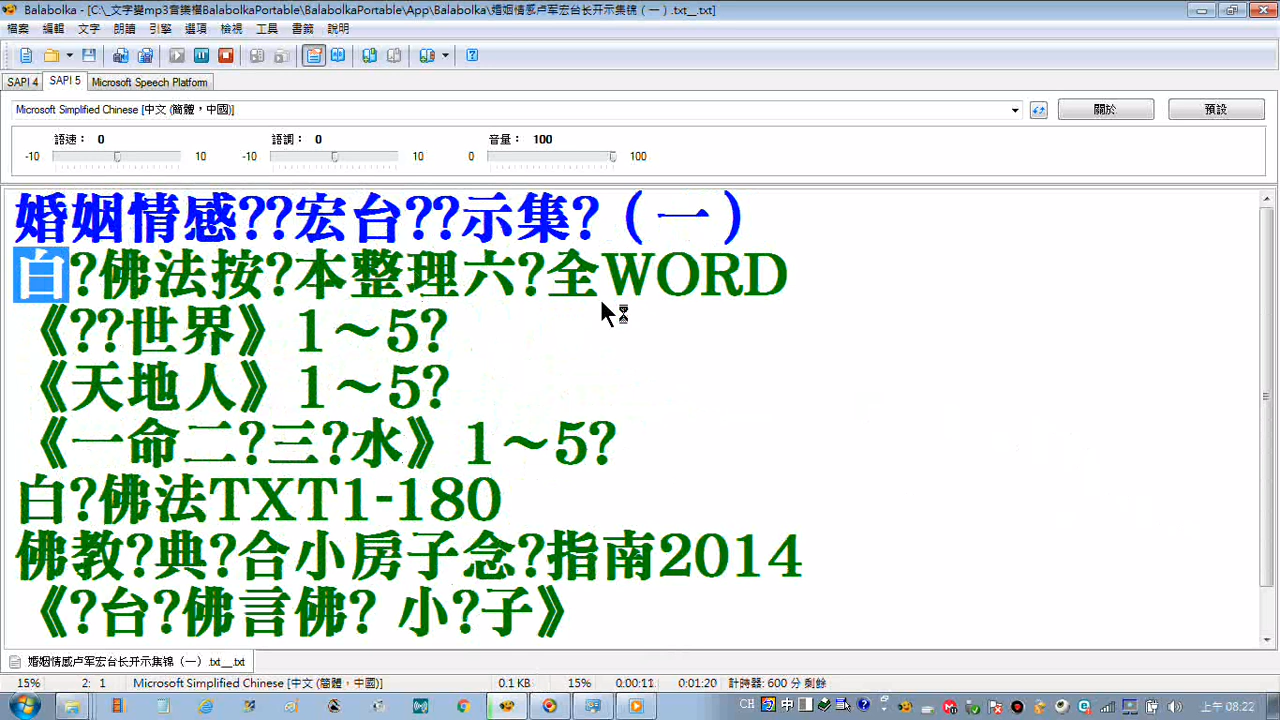 Balabolka - [C:\_文字變mp3音樂檔BalabolkaPortable\BalabolkaPortable\App\Balabolka\婚姻情感卢军宏台长开示集锦（一）.txt__.txt]
檔案 編輯 文字 朗讀 引擎 選項 檢視 工具 書籤 說明
SAPI 4 SAPI 5 Microsoft Speech Platform
Microsoft Simplified Chinese [中文 (簡體，中國)] 關於 預設
語速： 0 語調： 0 音量： 100
-10 10 -10 10 0 100
婚姻情感??宏台??示集?（一）
白?佛法按?本整理六?全WORD
《??世界》1～5?
《天地人》1～5?
《一命二?三?水》1～5?
白?佛法TXT1-180
佛教?典?合小房子念?指南2014
《?台?佛言佛? 小?子》
婚姻情感卢军宏台长开示集锦（一）.txt__.txt
15% 2: 1 Microsoft Simplified Chinese [中文 (簡體，中國)] 0.1 KB 15% 0:00:11 0:01:20 計時器: 600 分 剩餘
CH 中 上午 08:22